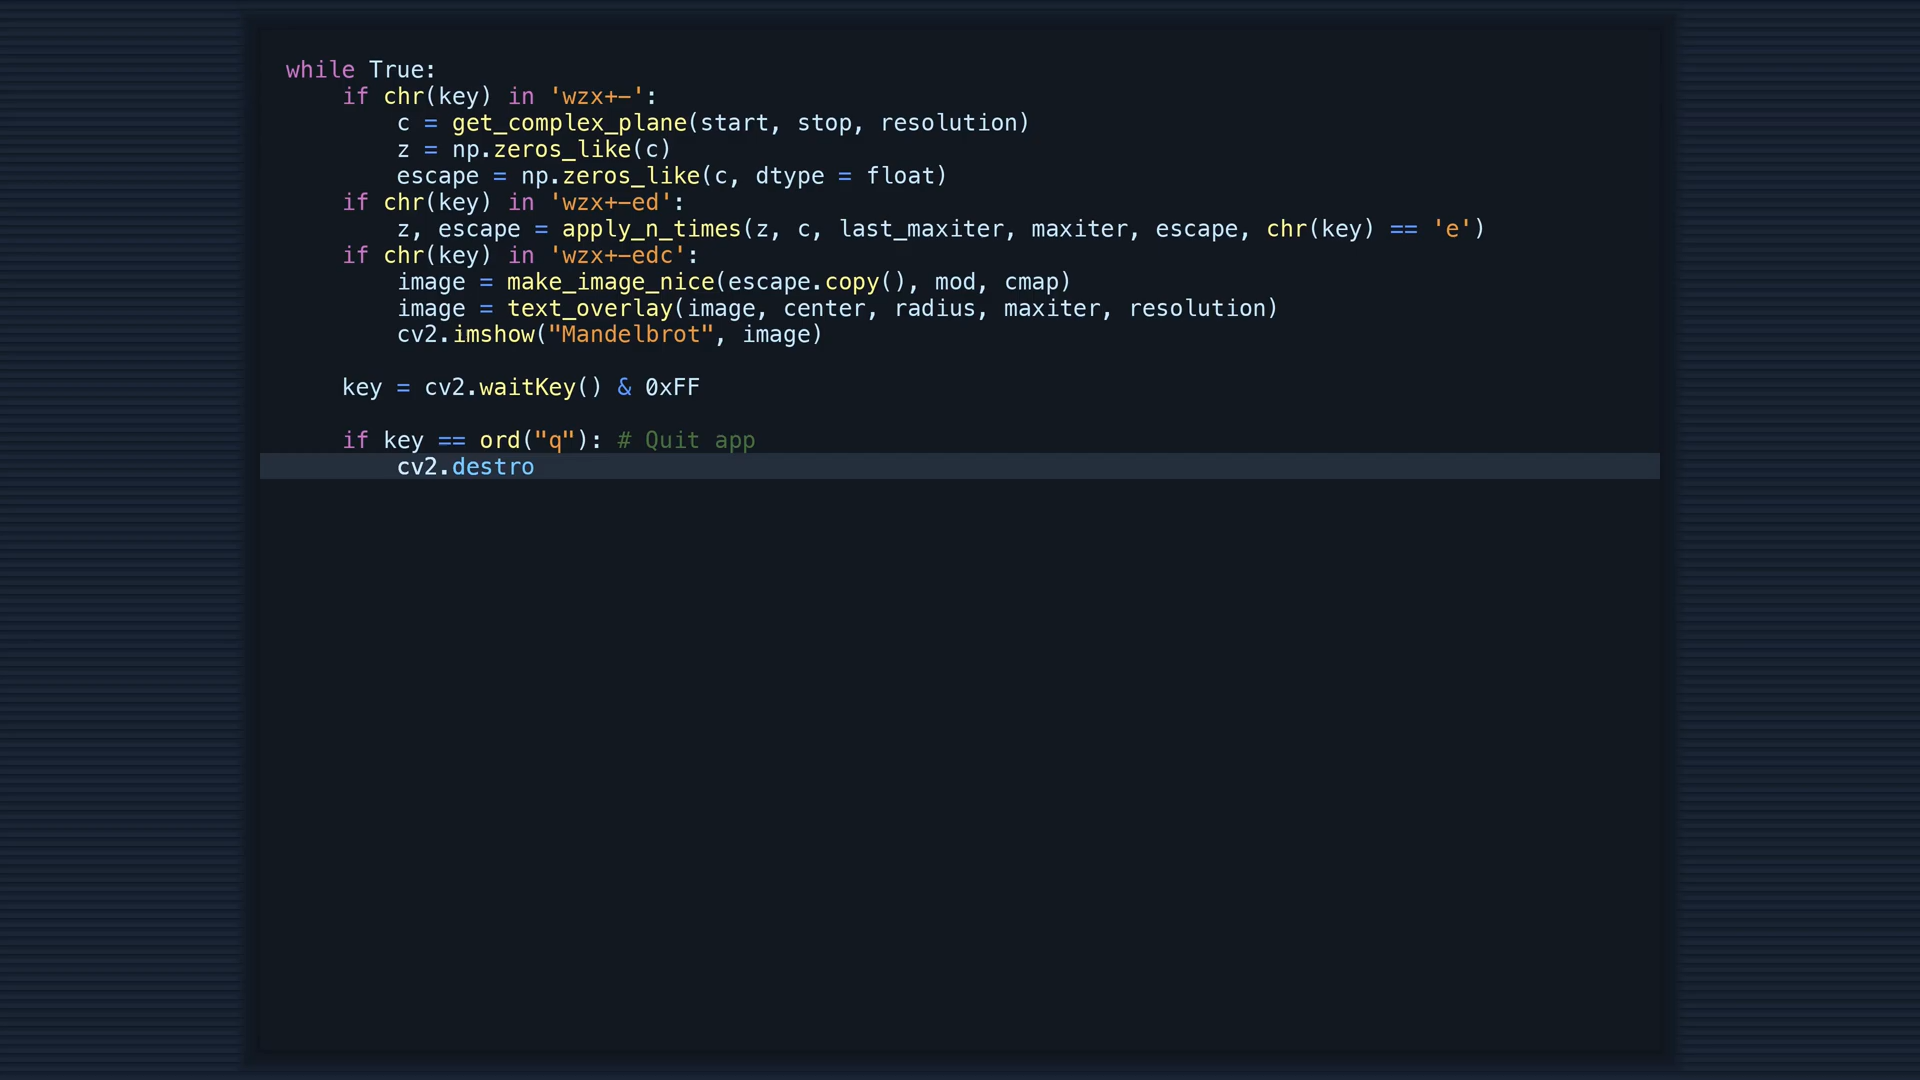 while True:
    if chr(key) in 'wzx+-':
        c = get_complex_plane(start, stop, resolution)
        z = np.zeros_like(c)
        escape = np.zeros_like(c, dtype = float)
    if chr(key) in 'wzx+-ed':
        z, escape = apply_n_times(z, c, last_maxiter, maxiter, escape, chr(key) == 'e')
    if chr(key) in 'wzx+-edc':
        image = make_image_nice(escape.copy(), mod, cmap)
        image = text_overlay(image, center, radius, maxiter, resolution)
        cv2.imshow("Mandelbrot", image)
    key = cv2.waitKey() & 0xFF
    if key == ord("q"): # Quit app
        cv2.destro